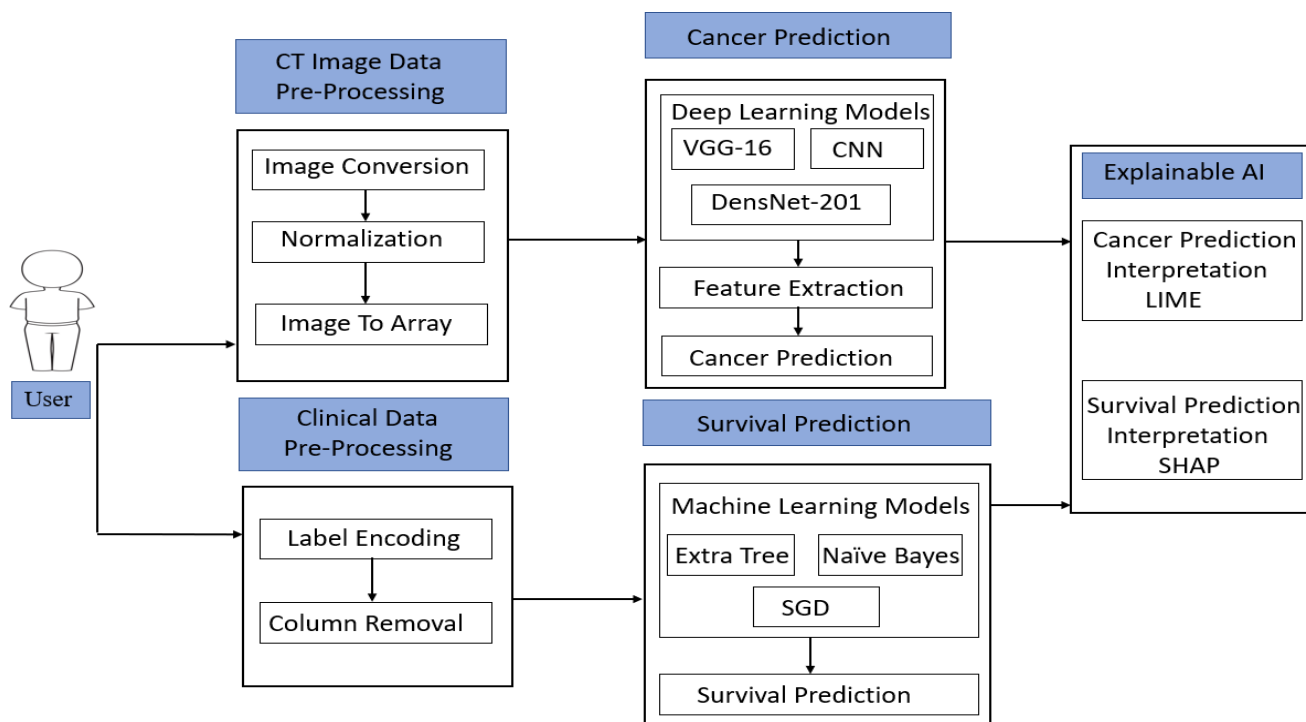 CT Image Data
Pre-Processing
Image Conversion
Normalization
Image To Array
Cancer Prediction
Deep Learning Models
VGG-16
CNN
DensNet-201
Feature Extraction
Cancer Prediction
User
Clinical Data
Pre-Processing
Label Encoding
Column Removal
Survival Prediction
Machine Learning Models
Extra Tree
Naïve Bayes
SGD
Survival Prediction
Explainable AI
Cancer Prediction
Interpretation
LIME
Survival Prediction
Interpretation
SHAP